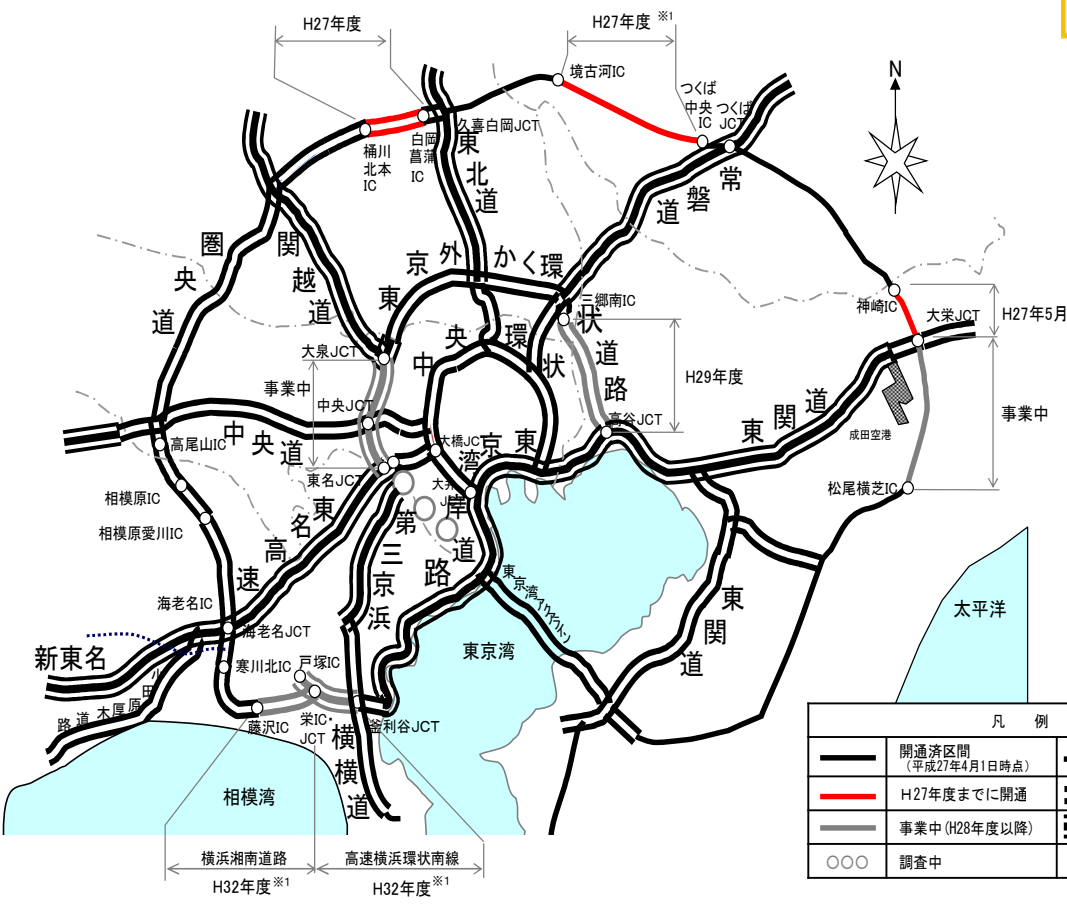 H27年度
H27年度 ※1
境古河IC
つくば
中央
IC
つくば
JCT
N
久喜白岡JCT
白岡
菖蒲
IC
桶川
北本
IC
東北道
常磐道
圏央道
関越道
東京外かく環状道路
三郷南IC
神崎IC
大栄JCT
H27年5月
中央環状
大泉JCT
事業中
中央JCT
H29年度
高谷JCT
東関道
成田空港
事業中
中央道
高尾山IC
大橋JCT
東名JCT
東京湾岸道路
松尾横芝IC
相模原IC
相模原愛川IC
東名高速
第三京浜
東京湾アクアライン
東関道
太平洋
海老名IC
海老名JCT
新東名
小田原厚木道路
寒川北IC
戸塚IC
東京湾
藤沢IC
栄IC・
JCT
釜利谷JCT
横横道
相模湾
横浜湘南道路
H32年度※1
高速横浜環状南線
H32年度※1
凡 例
開通済区間
(平成27年4月1日時点)
H27年度までに開通
事業中(H28年度以降)
調査中